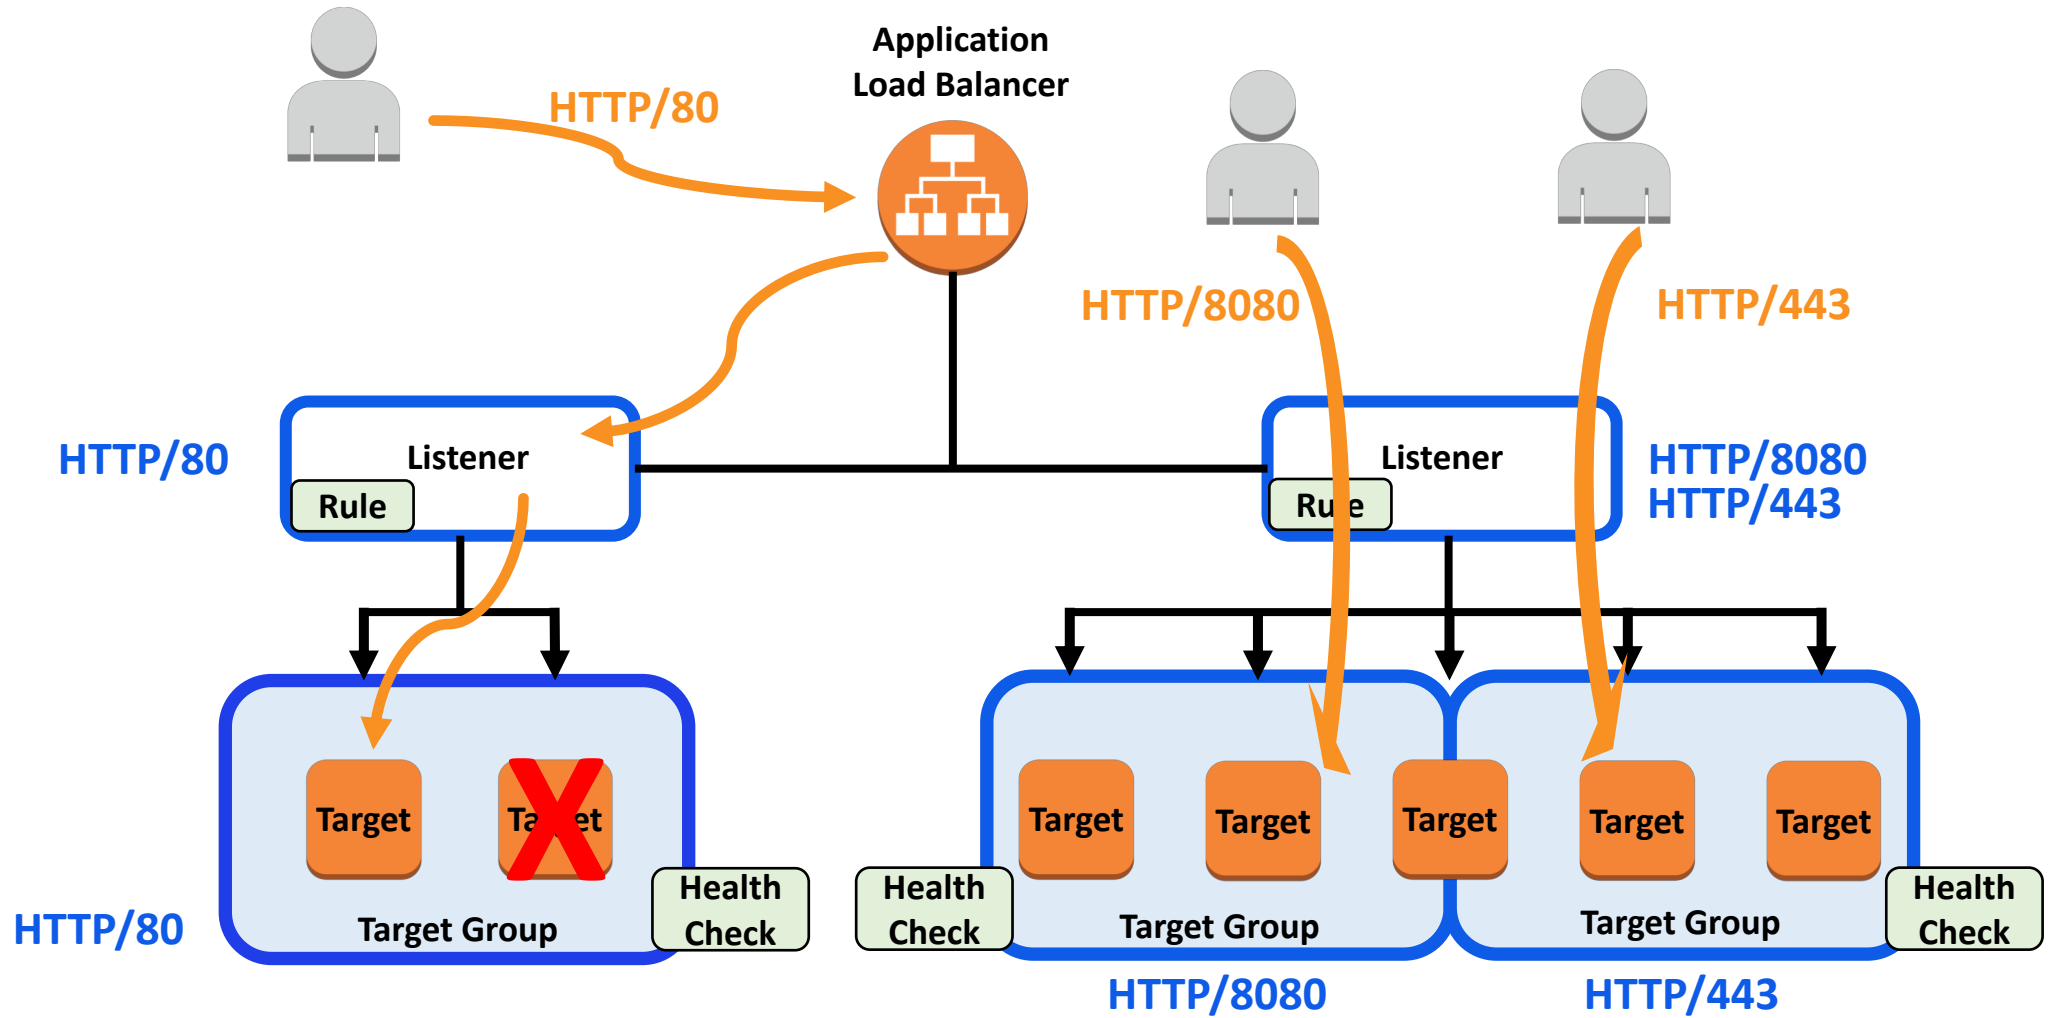 Application
Load Balancer
HTTP/80
HTTP/8080
HTTP/443
HTTP/80
Listener
Rule
Listener
Rule
HTTP/8080
HTTP/443
Target
Target
Target
Target
Target
Target
Target
Health
Check
Health
Check
Health
Check
Target Group
Target Group
Target Group
HTTP/80
HTTP/8080
HTTP/443